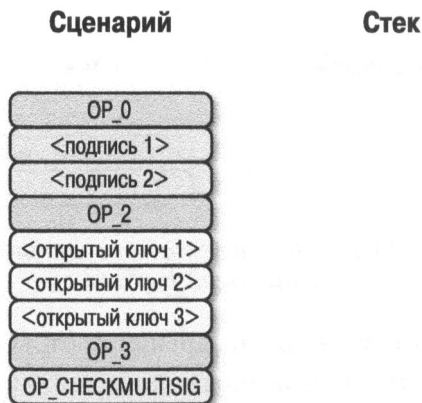 Сценарий Стек
OP_0
<подпись 1>
<подпись 2>
OP_2
<открытый ключ 1>
<открытый ключ 2>
<открытый ключ 3>
OP_3
OP_CHECKMULTISIG